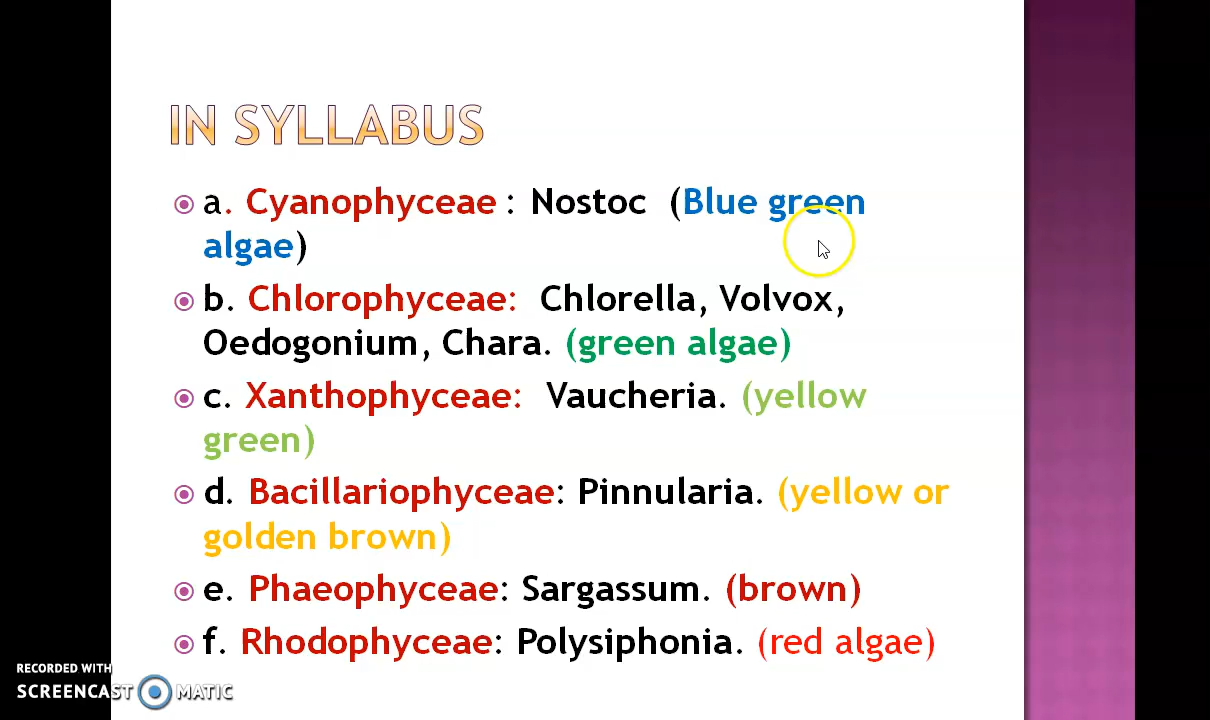 IN SYLLABUS
a. Cyanophyceae : Nostoc (Blue green
algae)
b. Chlorophyceae: Chlorella, Volvox,
Oedogonium, Chara. (green algae)
c. Xanthophyceae: Vaucheria. (yellow
green)
d. Bacillariophyceae: Pinnularia. (yellow or
golden brown)
e. Phaeophyceae: Sargassum. (brown)
f. Rhodophyceae: Polysiphonia. (red algae)
RECORDED WITH
SCREENCAST MATIC